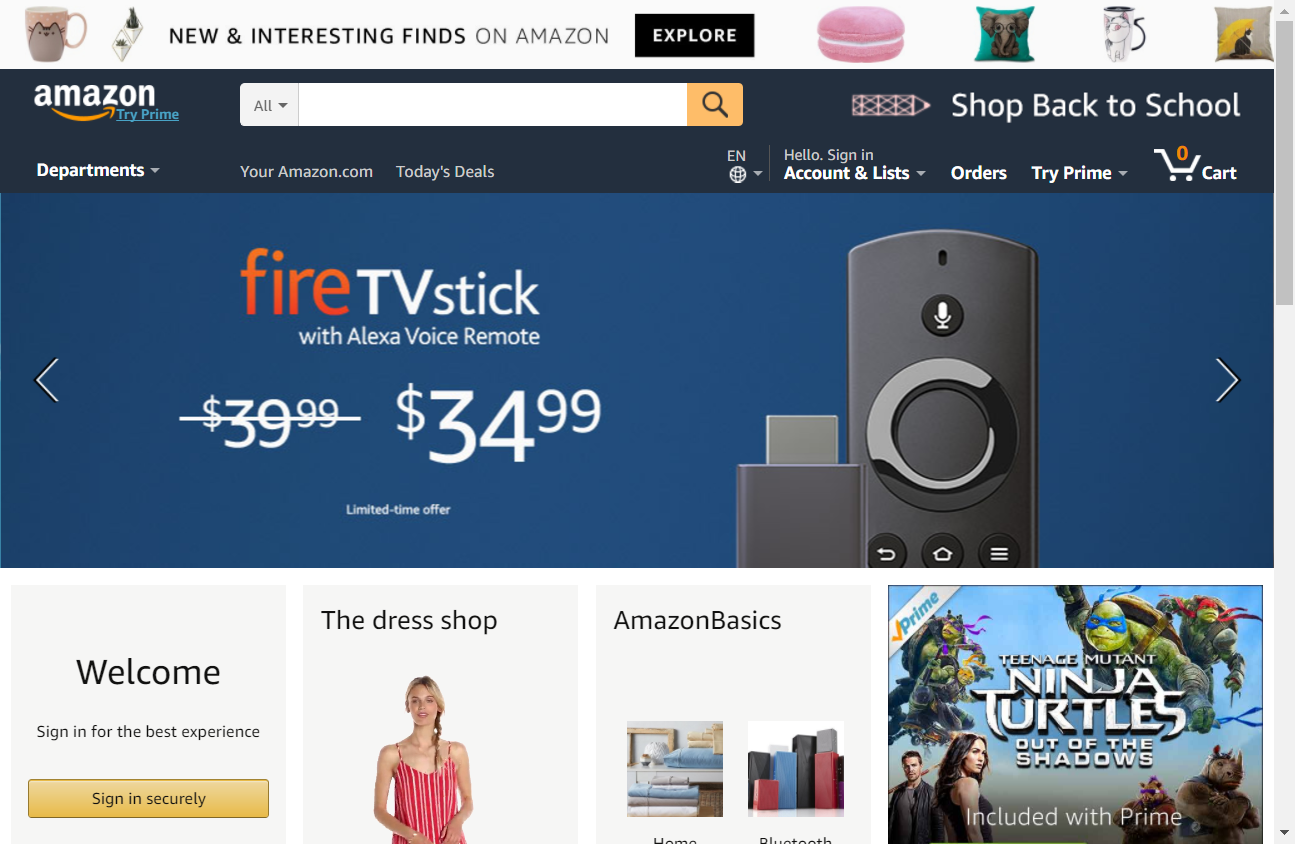 NEW & INTERESTING FINDS ON AMAZON
EXPLORE
amazon
Try Prime
All
Shop Back to School
Departments
Your Amazon.com
Today's Deals
EN
Hello. Sign in
Account & Lists
Orders
Try Prime
0
Cart
fire TV stick
with Alexa Voice Remote
$39 99
$34 99
Limited-time offer
Welcome
Sign in for the best experience
Sign in securely
The dress shop
AmazonBasics
Home
Bluetooth
Prime
TEENAGE MUTANT
NINJA
TURTLES
OUT OF THE
SHADOWS
Included with Prime